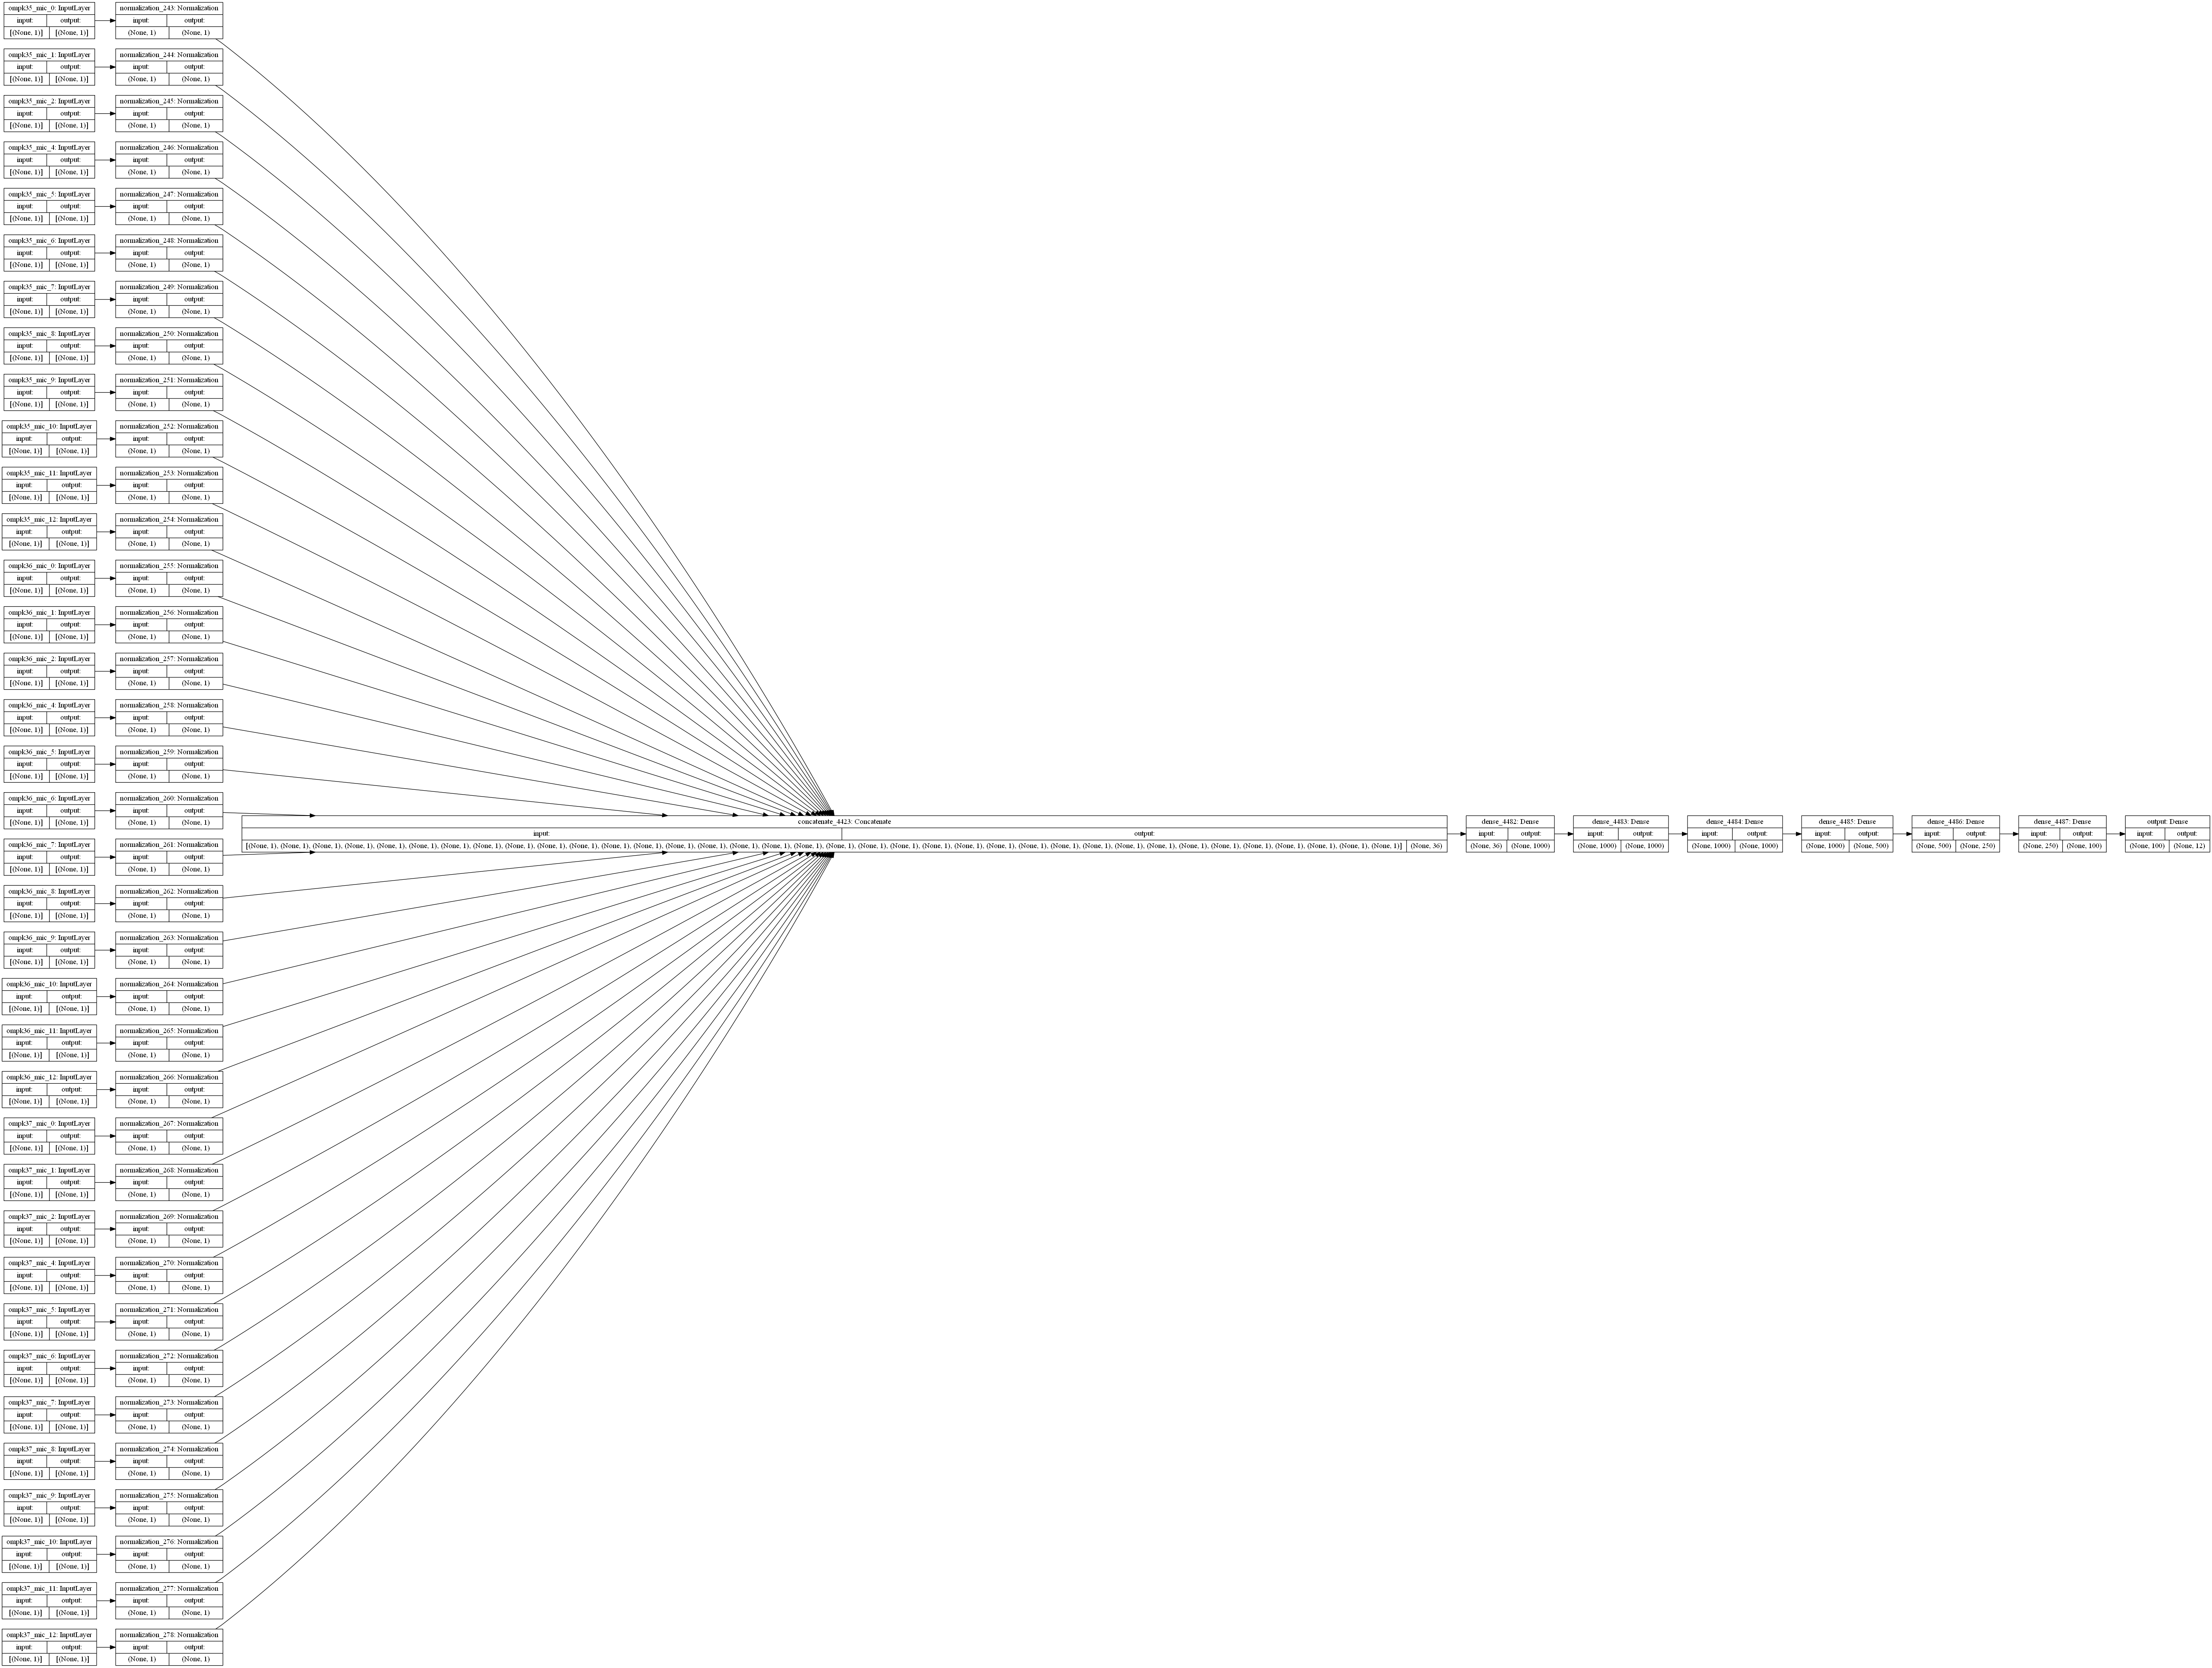 ompk35_mic_0: InputLayer normalization_243: Normalization
input: output: input: output:
[(None, 1)] [(None, 1)] (None, 1) (None, 1)
ompk35_mic_1: InputLayer normalization_244: Normalization
input: output: input: output:
[(None, 1)] [(None, 1)] (None, 1) (None, 1)
ompk35_mic_2: InputLayer normalization_245: Normalization
input: output: input: output:
[(None, 1)] [(None, 1)] (None, 1) (None, 1)
ompk35_mic_4: InputLayer normalization_246: Normalization
input: output: input: output:
[(None, 1)] [(None, 1)] (None, 1) (None, 1)
ompk35_mic_5: InputLayer normalization_247: Normalization
input: output: input: output:
[(None, 1)] [(None, 1)] (None, 1) (None, 1)
ompk35_mic_6: InputLayer normalization_248: Normalization
input: output: input: output:
[(None, 1)] [(None, 1)] (None, 1) (None, 1)
ompk35_mic_7: InputLayer normalization_249: Normalization
input: output: input: output:
[(None, 1)] [(None, 1)] (None, 1) (None, 1)
ompk35_mic_8: InputLayer normalization_250: Normalization
input: output: input: output:
[(None, 1)] [(None, 1)] (None, 1) (None, 1)
ompk35_mic_9: InputLayer normalization_251: Normalization
input: output: input: output:
[(None, 1)] [(None, 1)] (None, 1) (None, 1)
ompk35_mic_10: InputLayer normalization_252: Normalization
input: output: input: output:
[(None, 1)] [(None, 1)] (None, 1) (None, 1)
ompk35_mic_11: InputLayer normalization_253: Normalization
input: output: input: output:
[(None, 1)] [(None, 1)] (None, 1) (None, 1)
ompk35_mic_12: InputLayer normalization_254: Normalization
input: output: input: output:
[(None, 1)] [(None, 1)] (None, 1) (None, 1)
ompk36_mic_0: InputLayer normalization_255: Normalization
input: output: input: output:
[(None, 1)] [(None, 1)] (None, 1) (None, 1)
ompk36_mic_1: InputLayer normalization_256: Normalization
input: output: input: output:
[(None, 1)] [(None, 1)] (None, 1) (None, 1)
ompk36_mic_2: InputLayer normalization_257: Normalization
input: output: input: output:
[(None, 1)] [(None, 1)] (None, 1) (None, 1)
ompk36_mic_4: InputLayer normalization_258: Normalization
input: output: input: output:
[(None, 1)] [(None, 1)] (None, 1) (None, 1)
ompk36_mic_5: InputLayer normalization_259: Normalization
input: output: input: output:
[(None, 1)] [(None, 1)] (None, 1) (None, 1)
ompk36_mic_6: InputLayer normalization_260: Normalization
input: output: input: output:
[(None, 1)] [(None, 1)] (None, 1) (None, 1)
concatenate_4423: Concatenate dense_4482: Dense dense_4483: Dense dense_4484: Dense dense_4485: Dense dense_4486: Dense dense_4487: Dense output: Dense
input: output: input: output: input: output: input: output: input: output: input: output: input: output: input: output:
[(None, 1), (None, 1), (None, 1), (None, 1), (None, 1), (None, 1), (None, 1), (None, 1), (None, 1), (None, 1), (None, 1), (None, 1), (None, 1), (None, 1), (None, 1), (None, 1), (None, 1), (None, 1), (None, 1), (None, 1), (None, 1), (None, 1), (None, 1), (None, 1), (None, 1), (None, 1), (None, 1), (None, 1), (None, 1), (None, 1), (None, 1), (None, 1), (None, 1), (None, 1), (None, 1), (None, 1)] (None, 36) (None, 36) (None, 1000) (None, 1000) (None, 1000) (None, 1000) (None, 1000) (None, 1000) (None, 500) (None, 500) (None, 250) (None, 250) (None, 100) (None, 100) (None, 12)
ompk36_mic_7: InputLayer normalization_261: Normalization
input: output: input: output:
[(None, 1)] [(None, 1)] (None, 1) (None, 1)
ompk36_mic_8: InputLayer normalization_262: Normalization
input: output: input: output:
[(None, 1)] [(None, 1)] (None, 1) (None, 1)
ompk36_mic_9: InputLayer normalization_263: Normalization
input: output: input: output:
[(None, 1)] [(None, 1)] (None, 1) (None, 1)
ompk36_mic_10: InputLayer normalization_264: Normalization
input: output: input: output:
[(None, 1)] [(None, 1)] (None, 1) (None, 1)
ompk36_mic_11: InputLayer normalization_265: Normalization
input: output: input: output:
[(None, 1)] [(None, 1)] (None, 1) (None, 1)
ompk36_mic_12: InputLayer normalization_266: Normalization
input: output: input: output:
[(None, 1)] [(None, 1)] (None, 1) (None, 1)
ompk37_mic_0: InputLayer normalization_267: Normalization
input: output: input: output:
[(None, 1)] [(None, 1)] (None, 1) (None, 1)
ompk37_mic_1: InputLayer normalization_268: Normalization
input: output: input: output:
[(None, 1)] [(None, 1)] (None, 1) (None, 1)
ompk37_mic_2: InputLayer normalization_269: Normalization
input: output: input: output:
[(None, 1)] [(None, 1)] (None, 1) (None, 1)
ompk37_mic_4: InputLayer normalization_270: Normalization
input: output: input: output:
[(None, 1)] [(None, 1)] (None, 1) (None, 1)
ompk37_mic_5: InputLayer normalization_271: Normalization
input: output: input: output:
[(None, 1)] [(None, 1)] (None, 1) (None, 1)
ompk37_mic_6: InputLayer normalization_272: Normalization
input: output: input: output:
[(None, 1)] [(None, 1)] (None, 1) (None, 1)
ompk37_mic_7: InputLayer normalization_273: Normalization
input: output: input: output:
[(None, 1)] [(None, 1)] (None, 1) (None, 1)
ompk37_mic_8: InputLayer normalization_274: Normalization
input: output: input: output:
[(None, 1)] [(None, 1)] (None, 1) (None, 1)
ompk37_mic_9: InputLayer normalization_275: Normalization
input: output: input: output:
[(None, 1)] [(None, 1)] (None, 1) (None, 1)
ompk37_mic_10: InputLayer normalization_276: Normalization
input: output: input: output:
[(None, 1)] [(None, 1)] (None, 1) (None, 1)
ompk37_mic_11: InputLayer normalization_277: Normalization
input: output: input: output:
[(None, 1)] [(None, 1)] (None, 1) (None, 1)
ompk37_mic_12: InputLayer normalization_278: Normalization
input: output: input: output:
[(None, 1)] [(None, 1)] (None, 1) (None, 1)